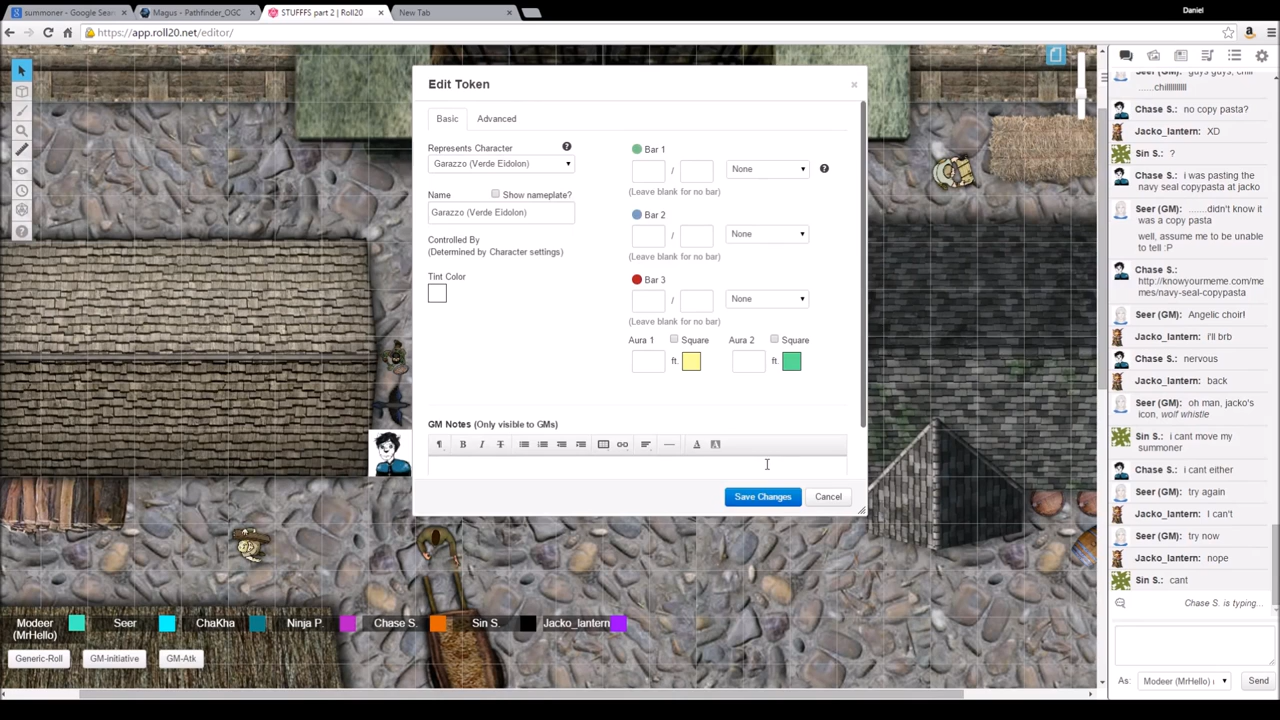 summoner - Google Sea
Magus - Pathfinder_OGC
STUFFFS part 2 | Roll20
New Tab
Daniel
https://app.roll20.net/editor/
Edit Token
Basic
Advanced
Represents Character
Garazzo (Verde Eidolon)
Name
Show nameplate?
Garazzo (Verde Eidolon)
Controlled By
(Determined by Character settings)
Tint Color
Bar 1
/
None
(Leave blank for no bar)
Bar 2
/
None
(Leave blank for no bar)
Bar 3
/
None
(Leave blank for no bar)
Aura 1
Square
Aura 2
Square
ft.
ft.
GM Notes (Only visible to GMs)
Save Changes
Cancel
Modeer
(MrHello)
Seer
ChaKha
Ninja P.
Chase S.
Sin S.
Jacko_lantern
Generic-Roll
GM-initiative
GM-Atk
Seer (GM): guys guys, chill
......chillllllllll
Chase S.: no copy pasta?
Jacko_lantern: XD
Sin S.: ?
Chase S.: i was pasting the
navy seal copypasta at jacko
Seer (GM): .......didn't know it
was a copy pasta
well, assume me to be unable
to tell :P
Chase S.:
http://knowyourmeme.com/me
mes/navy-seal-copypasta
Seer (GM): Angelic choir!
Jacko_lantern: i'll brb
Chase S.: nervous
Jacko_lantern: back
Seer (GM): oh man, jacko's
icon, wolf whistle
Sin S.: i cant move my
summoner
Chase S.: i cant either
Seer (GM): try again
Jacko_lantern: I can't
Seer (GM): try now
Jacko_lantern: nope
Sin S.: cant
Chase S. is typing...
As:
Modeer (MrHello) (
Send